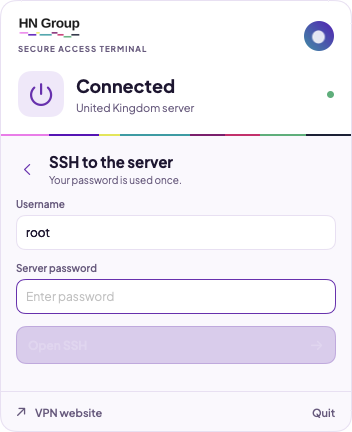 HN Group
SECURE ACCESS TERMINAL
Connected
United Kingdom server
SSH to the server
Your password is used once.
Username
root
Server password
Enter password
Open SSH
VPN website
Quit